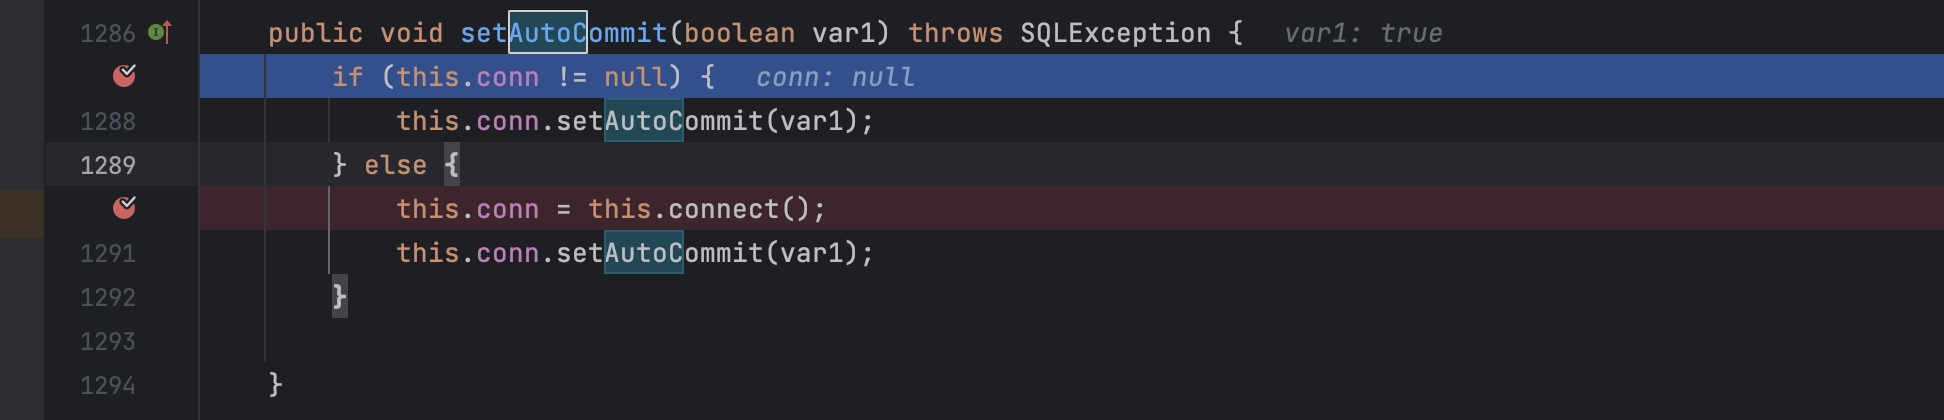 1286 public void setAutoCommit(boolean var1) throws SQLException { var1: true
if (this.conn != null) { conn: null
1288 this.conn.setAutoCommit(var1);
1289 } else {
this.conn = this.connect();
1291 this.conn.setAutoCommit(var1);
1292 }
1293
1294 }